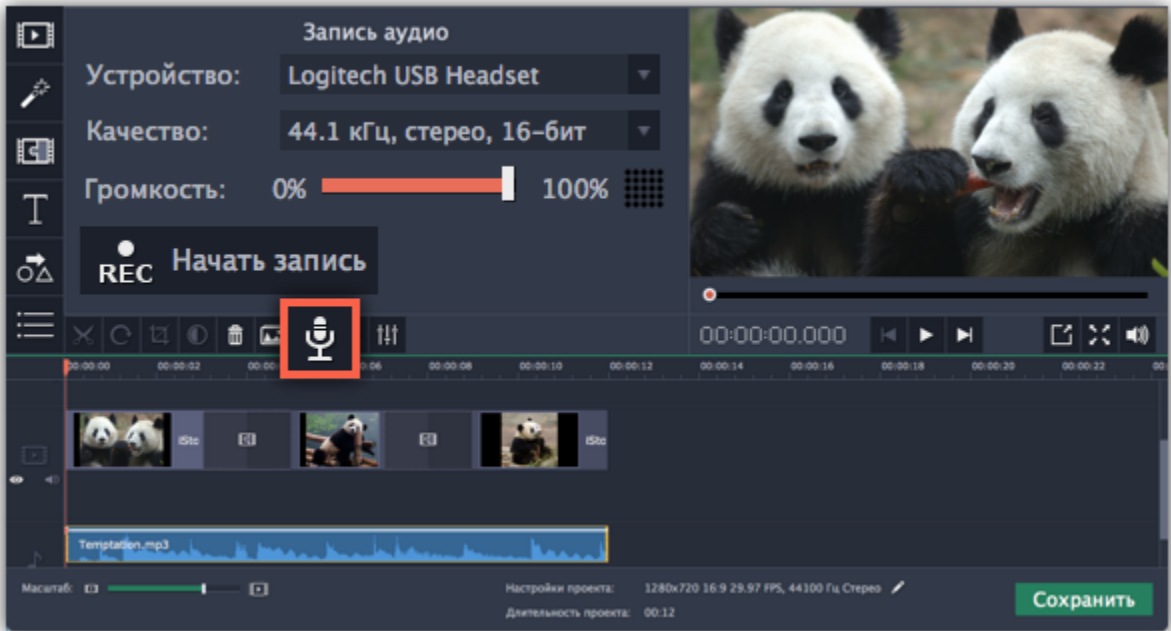 Запись аудио
Устройство: Logitech USB Headset
Качество: 44.1 кГц, стерео, 16-бит
Громкость: 0% 100%
REC Начать запись
00:00:00.000
00:00:00 00:00:02 06 00:00:08 00:00:10 00:00:12 00:00:14 00:00:16 00:00:18 00:00:20 00:00:22
iSto iSto
Temptation.mp3
Масштаб: Настройки проекта: 1280x720 16:9 29.97 FPS, 44100 Гц Стерео
Длительность проекта: 00:12
Сохранить